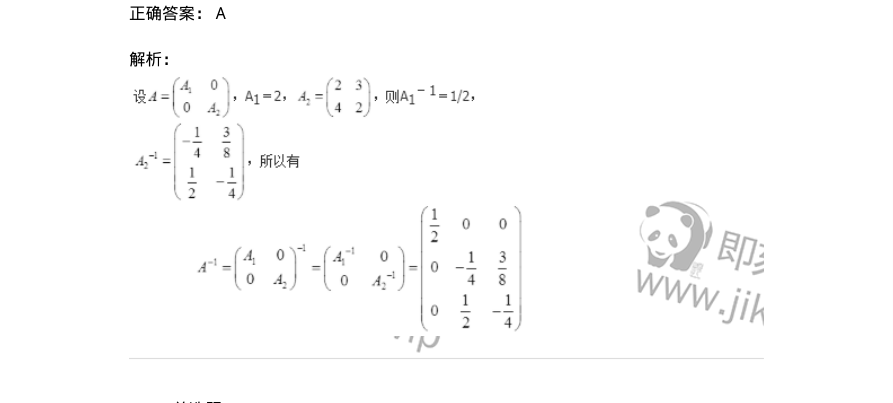 正确答案： A
解析：
设 A = ( A₁ 0 ; 0 A₂ ) ，A₁＝2， A₂ = ( 2 3 ; 4 2 ) ，则A₁⁻¹＝1/2，
A₂⁻¹ = ( -1/4 3/8 ; 1/2 -1/4 ) ，所以有
A⁻¹ = ( A₁ 0 ; 0 A₂ )⁻¹ = ( A₁⁻¹ 0 ; 0 A₂⁻¹ ) = ( 1/2 0 0 ; 0 -1/4 3/8 ; 0 1/2 -1/4 )
即
www.jik